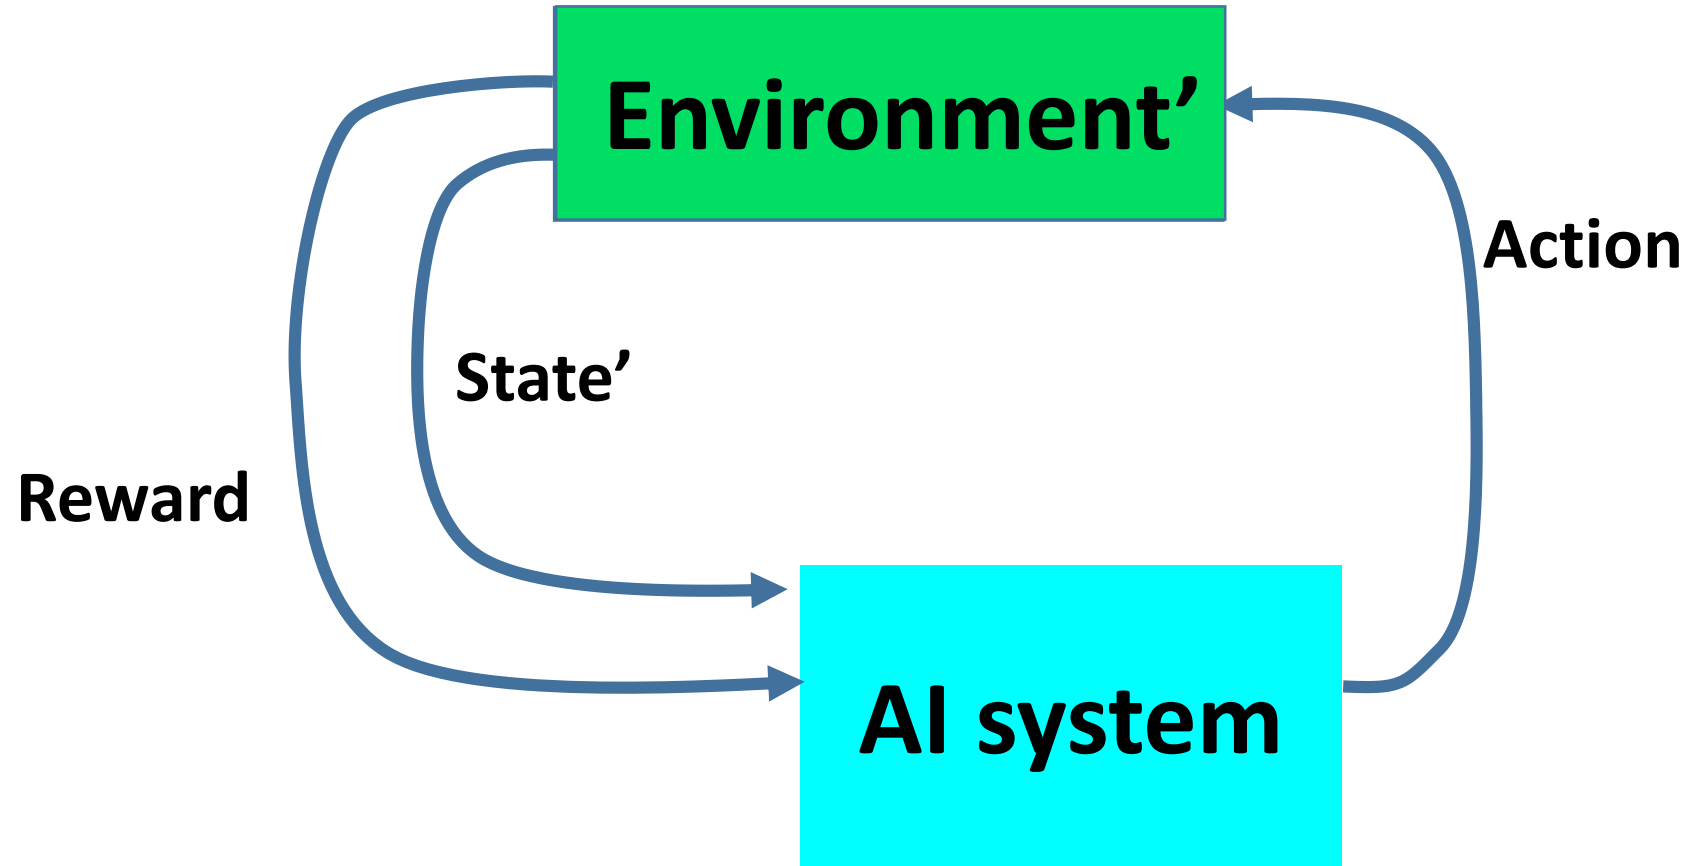 Environment’
Action
State’
Reward
AI system